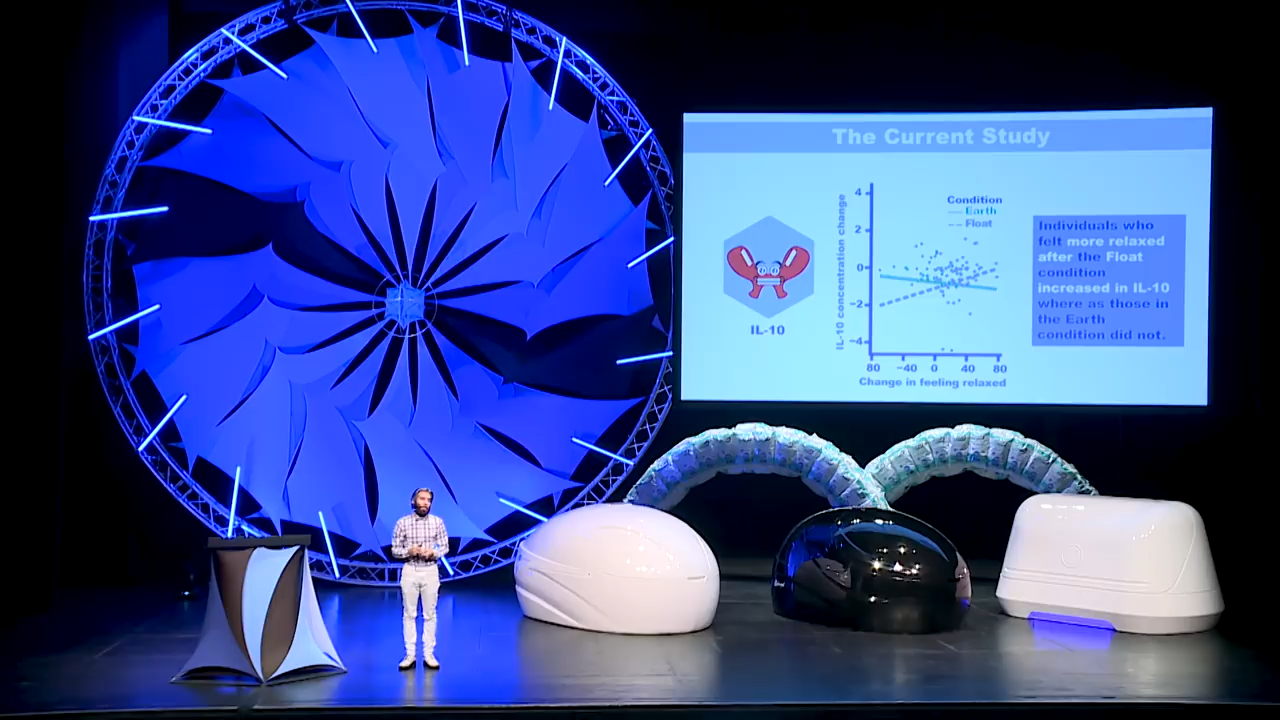 The Current Study
IL-10
IL-10 concentration change
4
2
0
−2
−4
Condition
Earth
Float
80
−40
0
40
80
Change in feeling relaxed
Individuals who
felt more relaxed
after the Float
condition
increased in IL-10
where as those in
the Earth
condition did not.